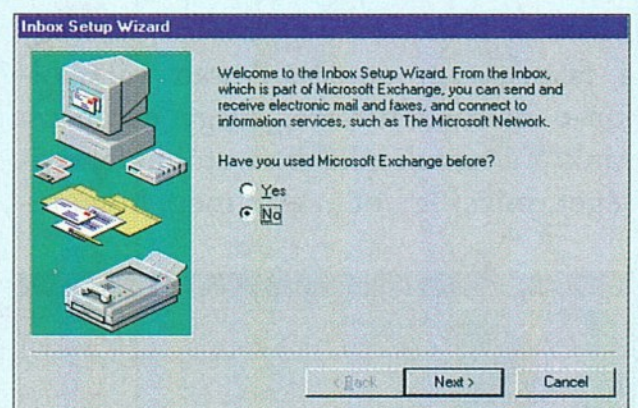 Inbox Setup Wizard
Welcome to the Inbox Setup Wizard. From the Inbox,
which is part of Microsoft Exchange, you can send and
receive electronic mail and faxes, and connect to
information services, such as The Microsoft Network.
Have you used Microsoft Exchange before?
Yes
No
< Back
Next >
Cancel